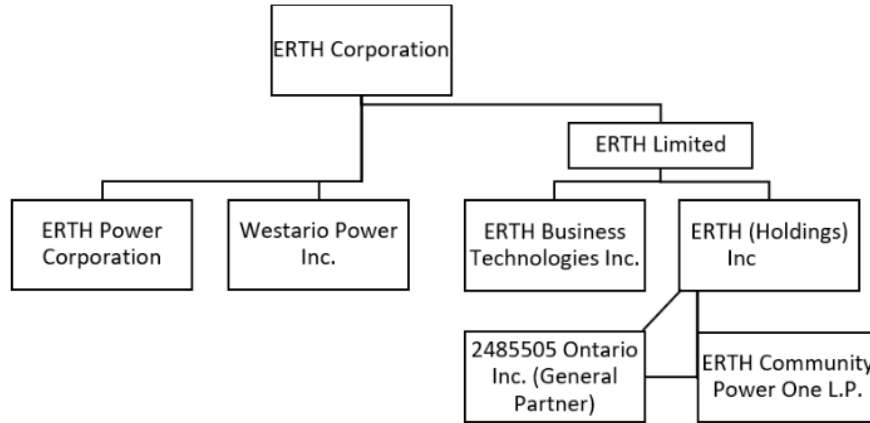 ERTH Corporation
ERTH Limited
ERTH Power
Corporation
Westario Power
Inc.
ERTH Business
Technologies Inc.
ERTH (Holdings)
Inc
2485505 Ontario
Inc. (General
Partner)
ERTH Community
Power One L.P.